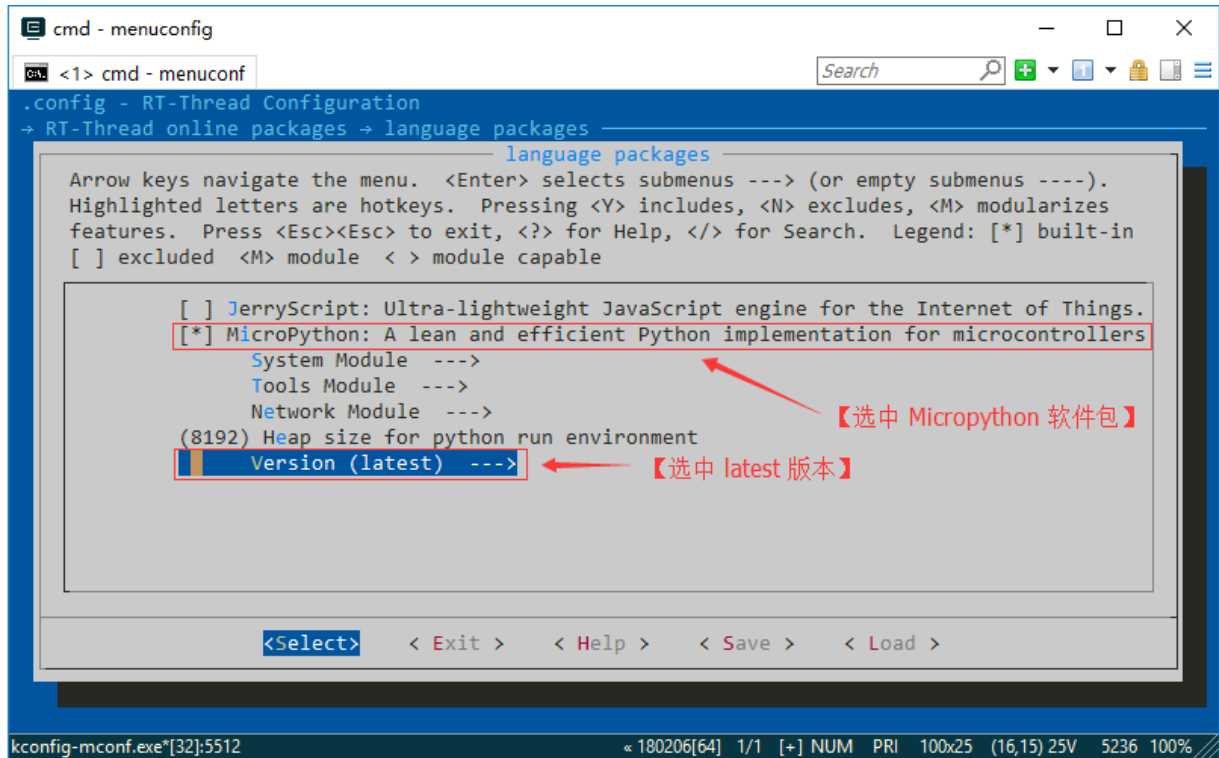 cmd - menuconfig
<1> cmd - menuconf
Search
.config - RT-Thread Configuration
→ RT-Thread online packages → language packages
language packages
Arrow keys navigate the menu.  <Enter> selects submenus ---> (or empty submenus ----).
Highlighted letters are hotkeys.  Pressing <Y> includes, <N> excludes, <M> modularizes
features.  Press <Esc><Esc> to exit, <?> for Help, </> for Search.  Legend: [*] built-in
[ ] excluded  <M> module  < > module capable
[ ] JerryScript: Ultra-lightweight JavaScript engine for the Internet of Things.
[*] MicroPython: A lean and efficient Python implementation for microcontrollers
System Module  --->
Tools Module  --->
Network Module  --->
【选中 Micropython 软件包】
(8192) Heap size for python run environment
Version (latest)  --->
【选中 latest 版本】
<Select>    < Exit >    < Help >    < Save >    < Load >
kconfig-mconf.exe*[32]:5512
« 180206[64]  1/1  [+] NUM  PRI  100x25  (16,15) 25V  5236  100%